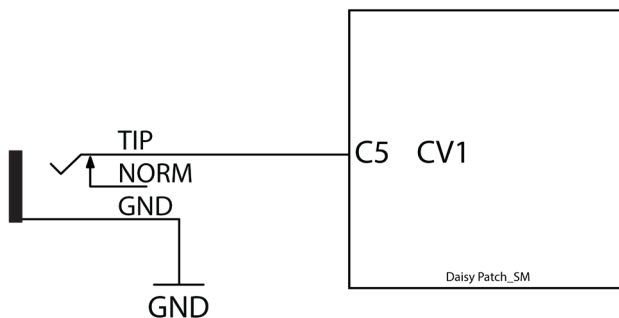 TIP
C5 CV1
NORM
GND
GND
Daisy Patch_SM